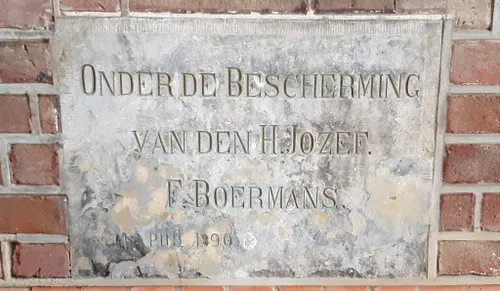 ONDER DE BESCHERMING
VAN DEN H. JOZEF.
F. BOERMANS.